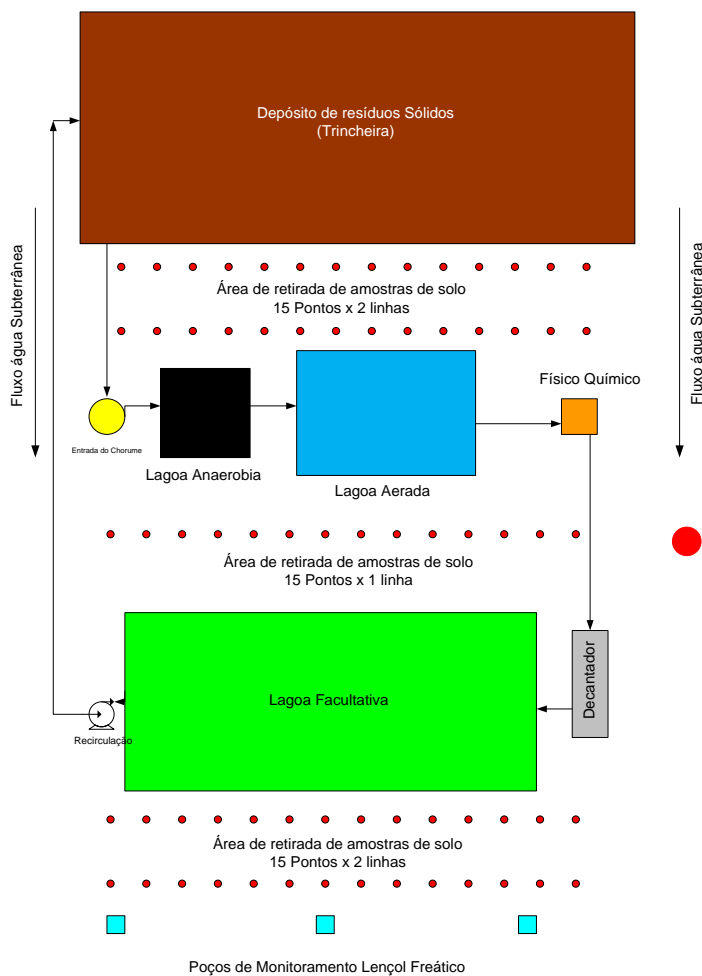 Depósito de resíduos Sólidos
(Trincheira)
Fluxo água Subterrânea
Fluxo água Subterrânea
Área de retirada de amostras de solo
15 Pontos x 2 linhas
Físico Químico
Entrada do Chorume
Lagoa Anaerobia
Lagoa Aerada
Área de retirada de amostras de solo
15 Pontos x 1 linha
Lagoa Facultativa
Decantador
Recirculação
Área de retirada de amostras de solo
15 Pontos x 2 linhas
Poços de Monitoramento Lençol Freático